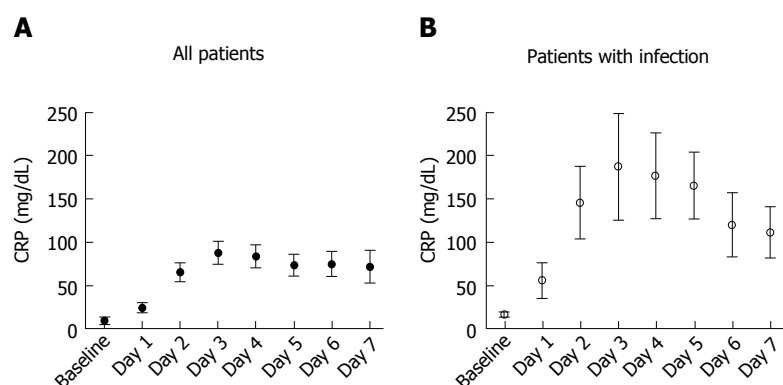 A
All patients
CRP (mg/dL)
250
200
150
100
50
0
Baseline
Day 1
Day 2
Day 3
Day 4
Day 5
Day 6
Day 7
B
Patients with infection
CRP (mg/dL)
250
200
150
100
50
0
Baseline
Day 1
Day 2
Day 3
Day 4
Day 5
Day 6
Day 7